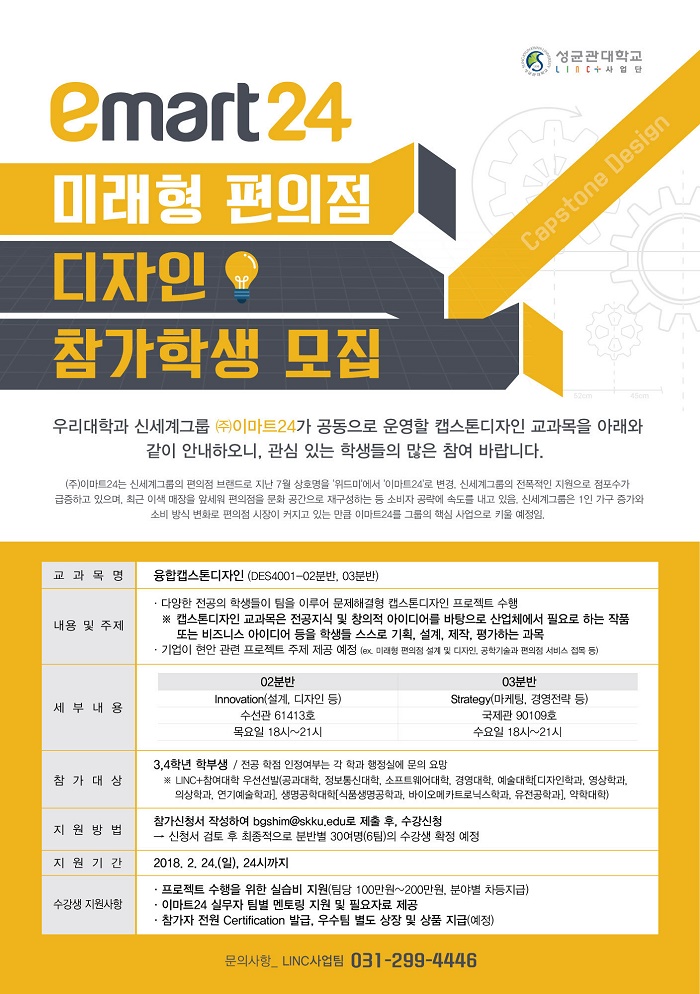 성균관대학교
LINC+사업단
emart24
Capstone Design
미래형 편의점
디자인
참가학생 모집
52cm
45cm
우리대학과 신세계그룹 ㈜이마트24가 공동으로 운영할 캡스톤디자인 교과목을 아래와
같이 안내하오니, 관심 있는 학생들의 많은 참여 바랍니다.
(주)이마트24는 신세계그룹의 편의점 브랜드로 지난 7월 상호명을 '위드미'에서 '이마트24'로 변경. 신세계그룹의 전폭적인 지원으로 점포수가
급증하고 있으며, 최근 이색 매장을 앞세워 편의점을 문화 공간으로 재구성하는 등 소비자 공략에 속도를 내고 있음. 신세계그룹은 1인 가구 증가와
소비 방식 변화로 편의점 시장이 커지고 있는 만큼 이마트24를 그룹의 핵심 사업으로 키울 예정임.
교 과 목 명
융합캡스톤디자인 (DES4001-02분반, 03분반)
내용 및 주제
· 다양한 전공의 학생들이 팀을 이루어 문제해결형 캡스톤디자인 프로젝트 수행
※ 캡스톤디자인 교과목은 전공지식 및 창의적 아이디어를 바탕으로 산업체에서 필요로 하는 작품
또는 비즈니스 아이디어 등을 학생들 스스로 기획, 설계, 제작, 평가하는 과목
· 기업이 현안 관련 프로젝트 주제 제공 예정 (ex. 미래형 편의점 설계 및 디자인, 공학기술과 편의점 서비스 접목 등)
세 부 내 용
02분반 03분반
Innovation(설계, 디자인 등) Strategy(마케팅, 경영전략 등)
수선관 61413호 국제관 90109호
목요일 18시~21시 수요일 18시~21시
참 가 대 상
3,4학년 학부생 / 전공 학점 인정여부는 각 학과 행정실에 문의 요망
※ LINC+참여대학 우선선발(공과대학, 정보통신대학, 소프트웨어대학, 경영대학, 예술대학[디자인학과, 영상학과,
의상학과, 연기예술학과], 생명공학대학[식품생명공학과, 바이오메카트로닉스학과, 유전공학과], 약학대학)
지 원 방 법
참가신청서 작성하여 bgshim@skku.edu로 제출 후, 수강신청
→ 신청서 검토 후 최종적으로 분반별 30여명(6팀)의 수강생 확정 예정
지 원 기 간
2018. 2. 24.(일), 24시까지
수강생 지원사항
· 프로젝트 수행을 위한 실습비 지원(팀당 100만원~200만원, 분야별 차등지급)
· 이마트24 실무자 팀별 멘토링 지원 및 필요자료 제공
· 참가자 전원 Certification 발급, 우수팀 별도 상장 및 상품 지급(예정)
문의사항_ LINC사업팀 031-299-4446